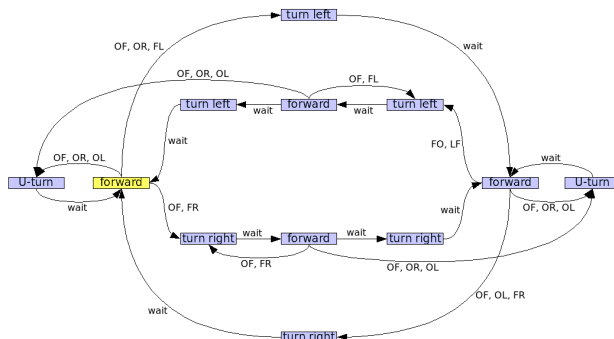 turn left
OF, OR, FL
wait
OF, OR, OL
OF, FL
turn left
wait
forward
wait
turn left
wait
FO, LF
OF, OR, OL
wait
U-turn
forward
forward
U-turn
wait
OF, FR
wait
OF, OR, OL
turn right
wait
forward
wait
turn right
OF, FR
OF, OR, OL
OF, OL, FR
wait
turn right